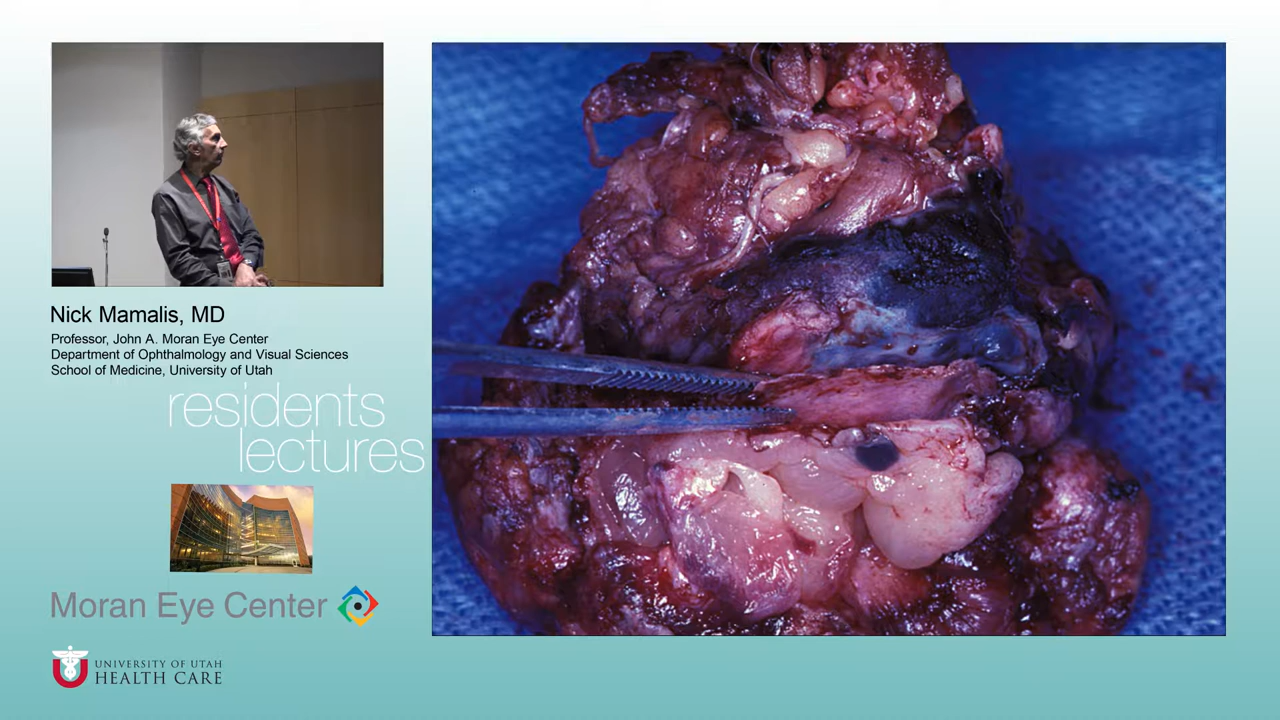 Nick Mamalis, MD
Professor, John A. Moran Eye Center
Department of Ophthalmology and Visual Sciences
School of Medicine, University of Utah
residents
lectures
Moran Eye Center
UNIVERSITY OF UTAH
HEALTH CARE